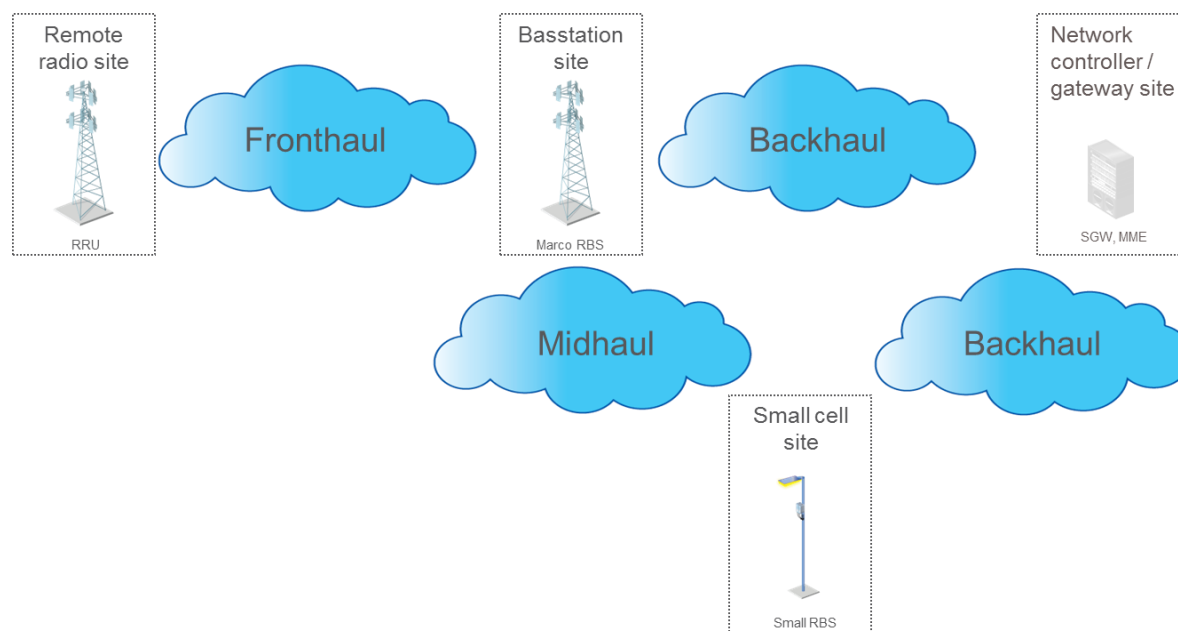 Remote
radio site
RRU
Fronthaul
Basstation
site
Marco RBS
Backhaul
Network
controller /
gateway site
SGW, MME
Midhaul
Backhaul
Small cell
site
Small RBS